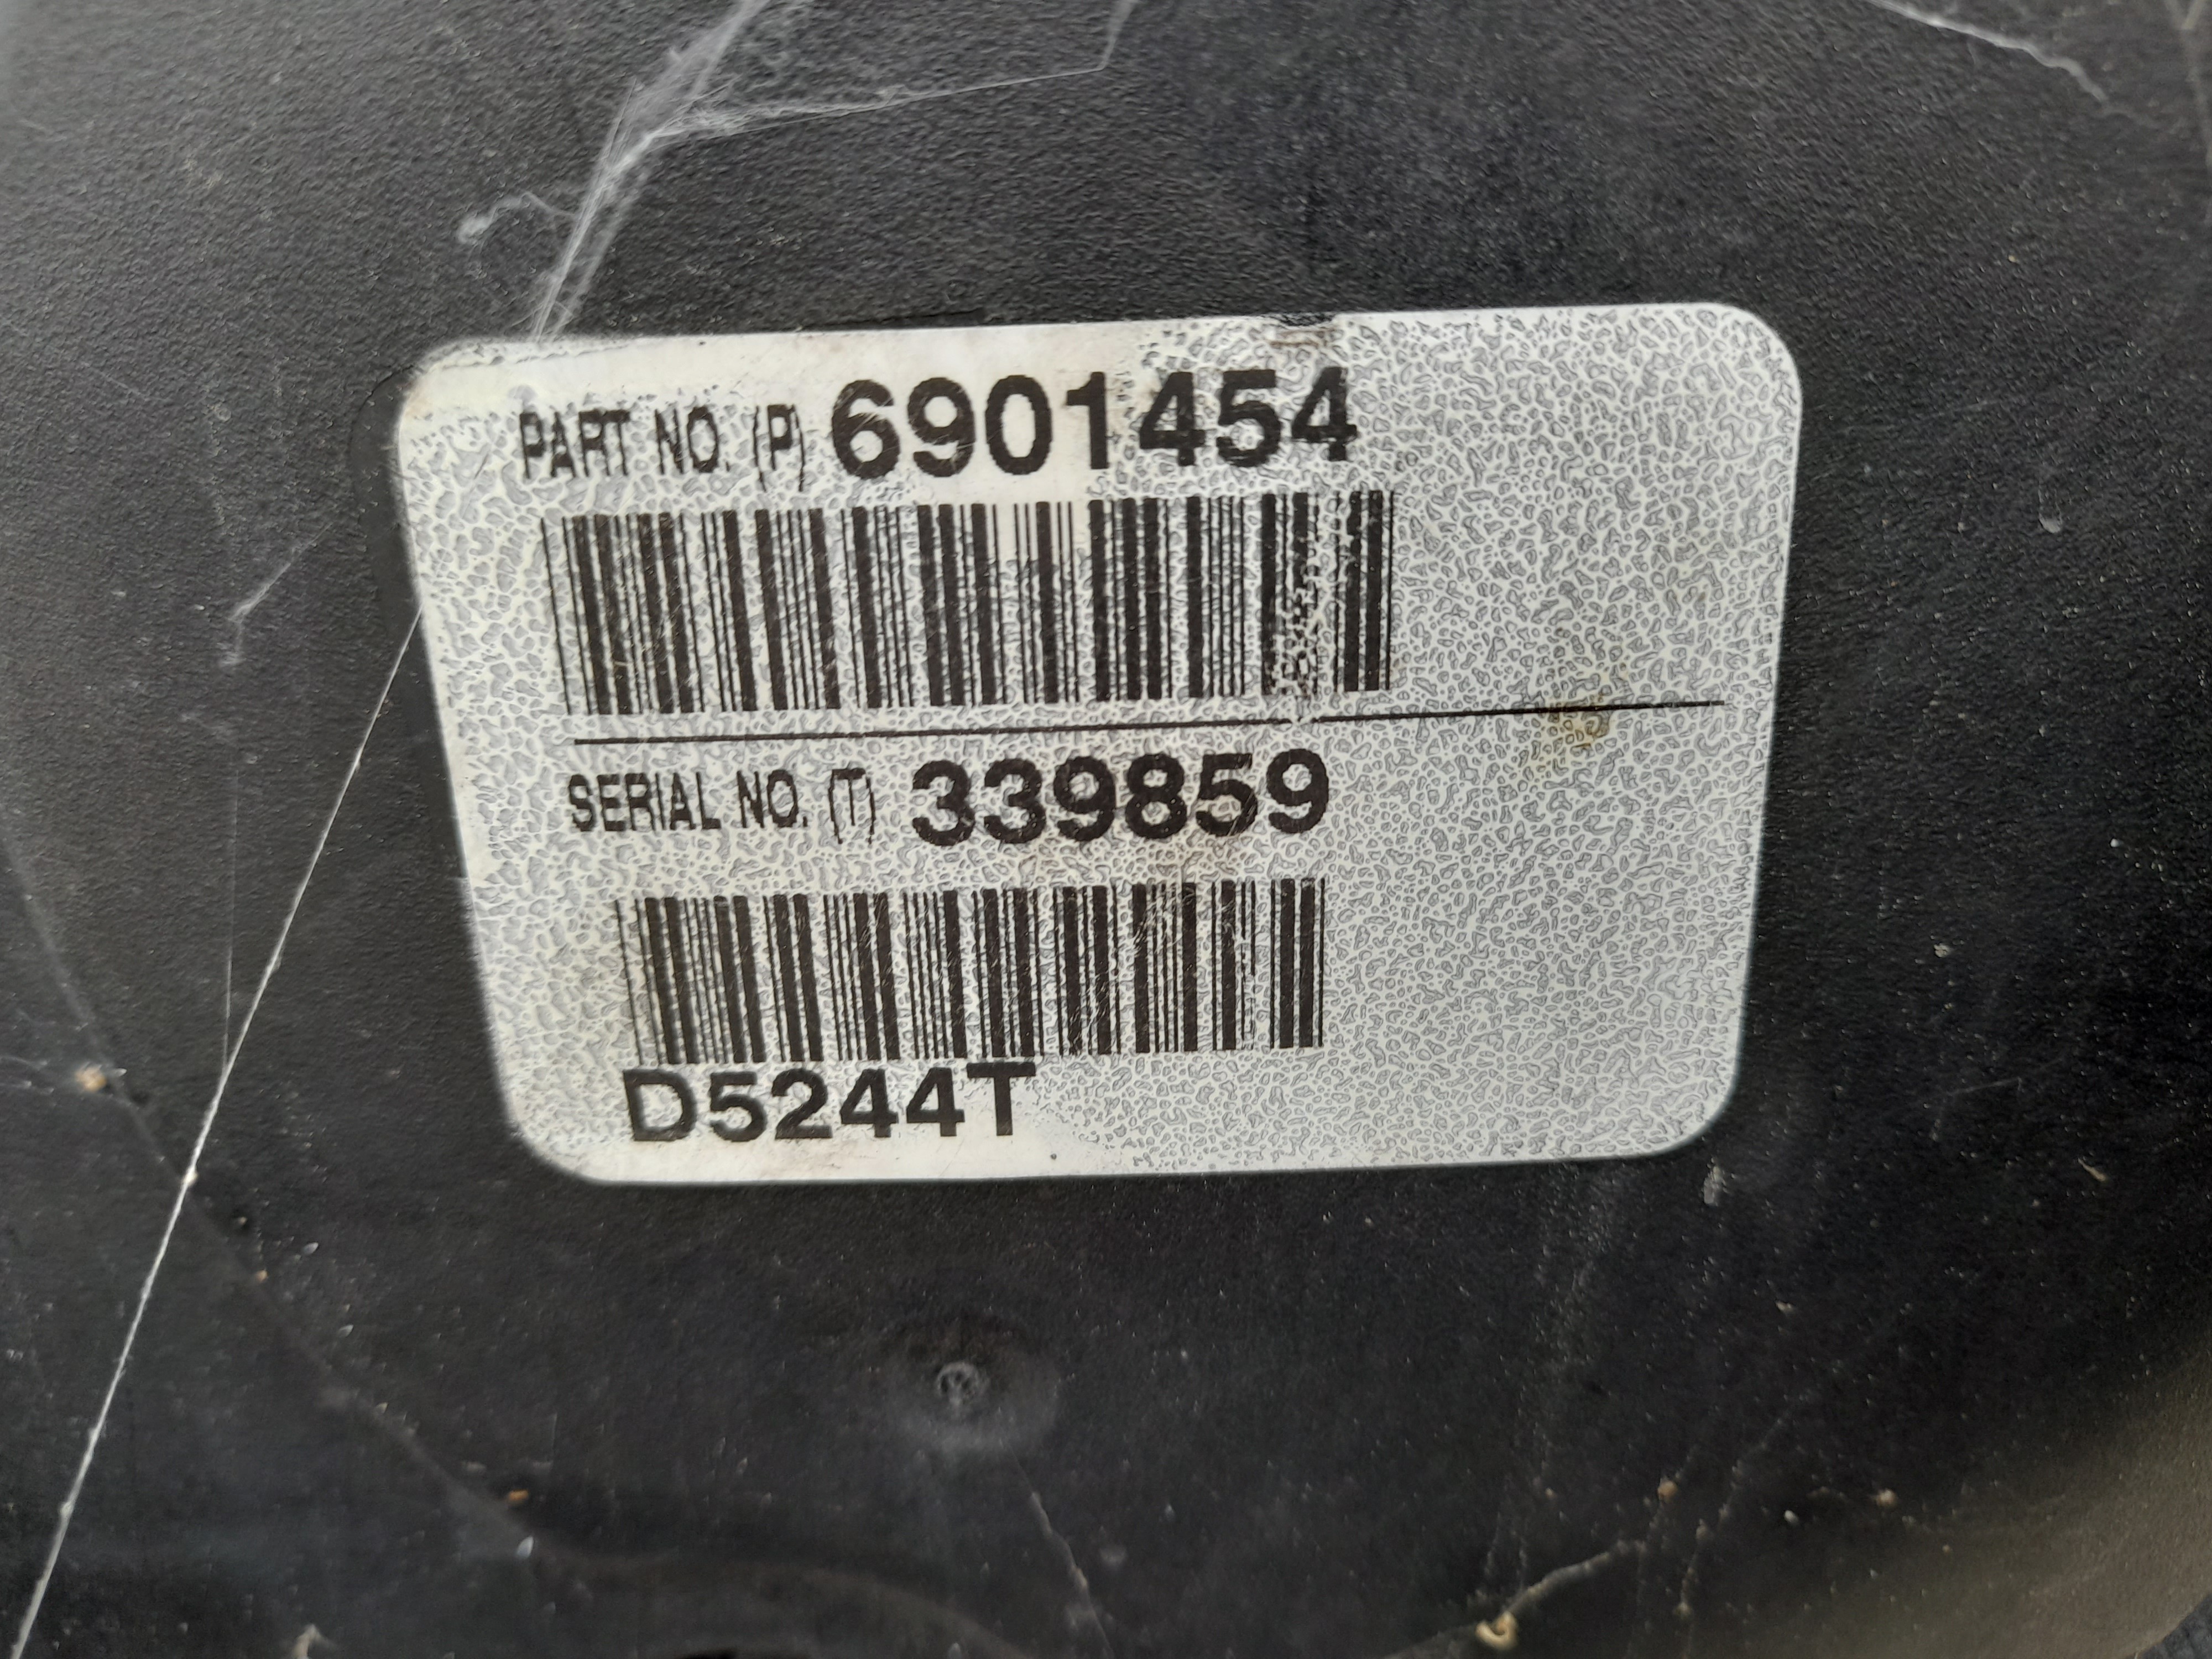 PART NO. (P) 6901454
SERIAL NO. (T) 339859
D5244T